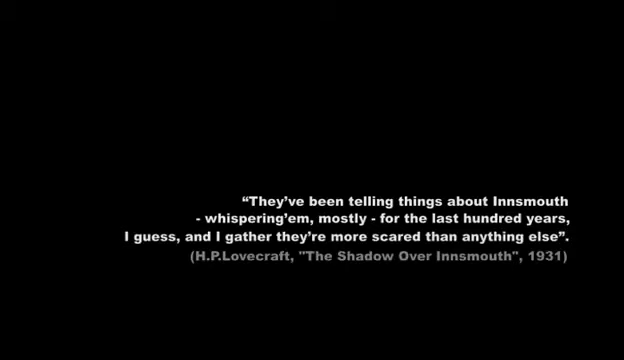 “They’ve been telling things about Innsmouth
- whispering’em, mostly - for the last hundred years,
I guess, and I gather they’re more scared than anything else”.
(H.P.Lovecraft, "The Shadow Over Innsmouth", 1931)